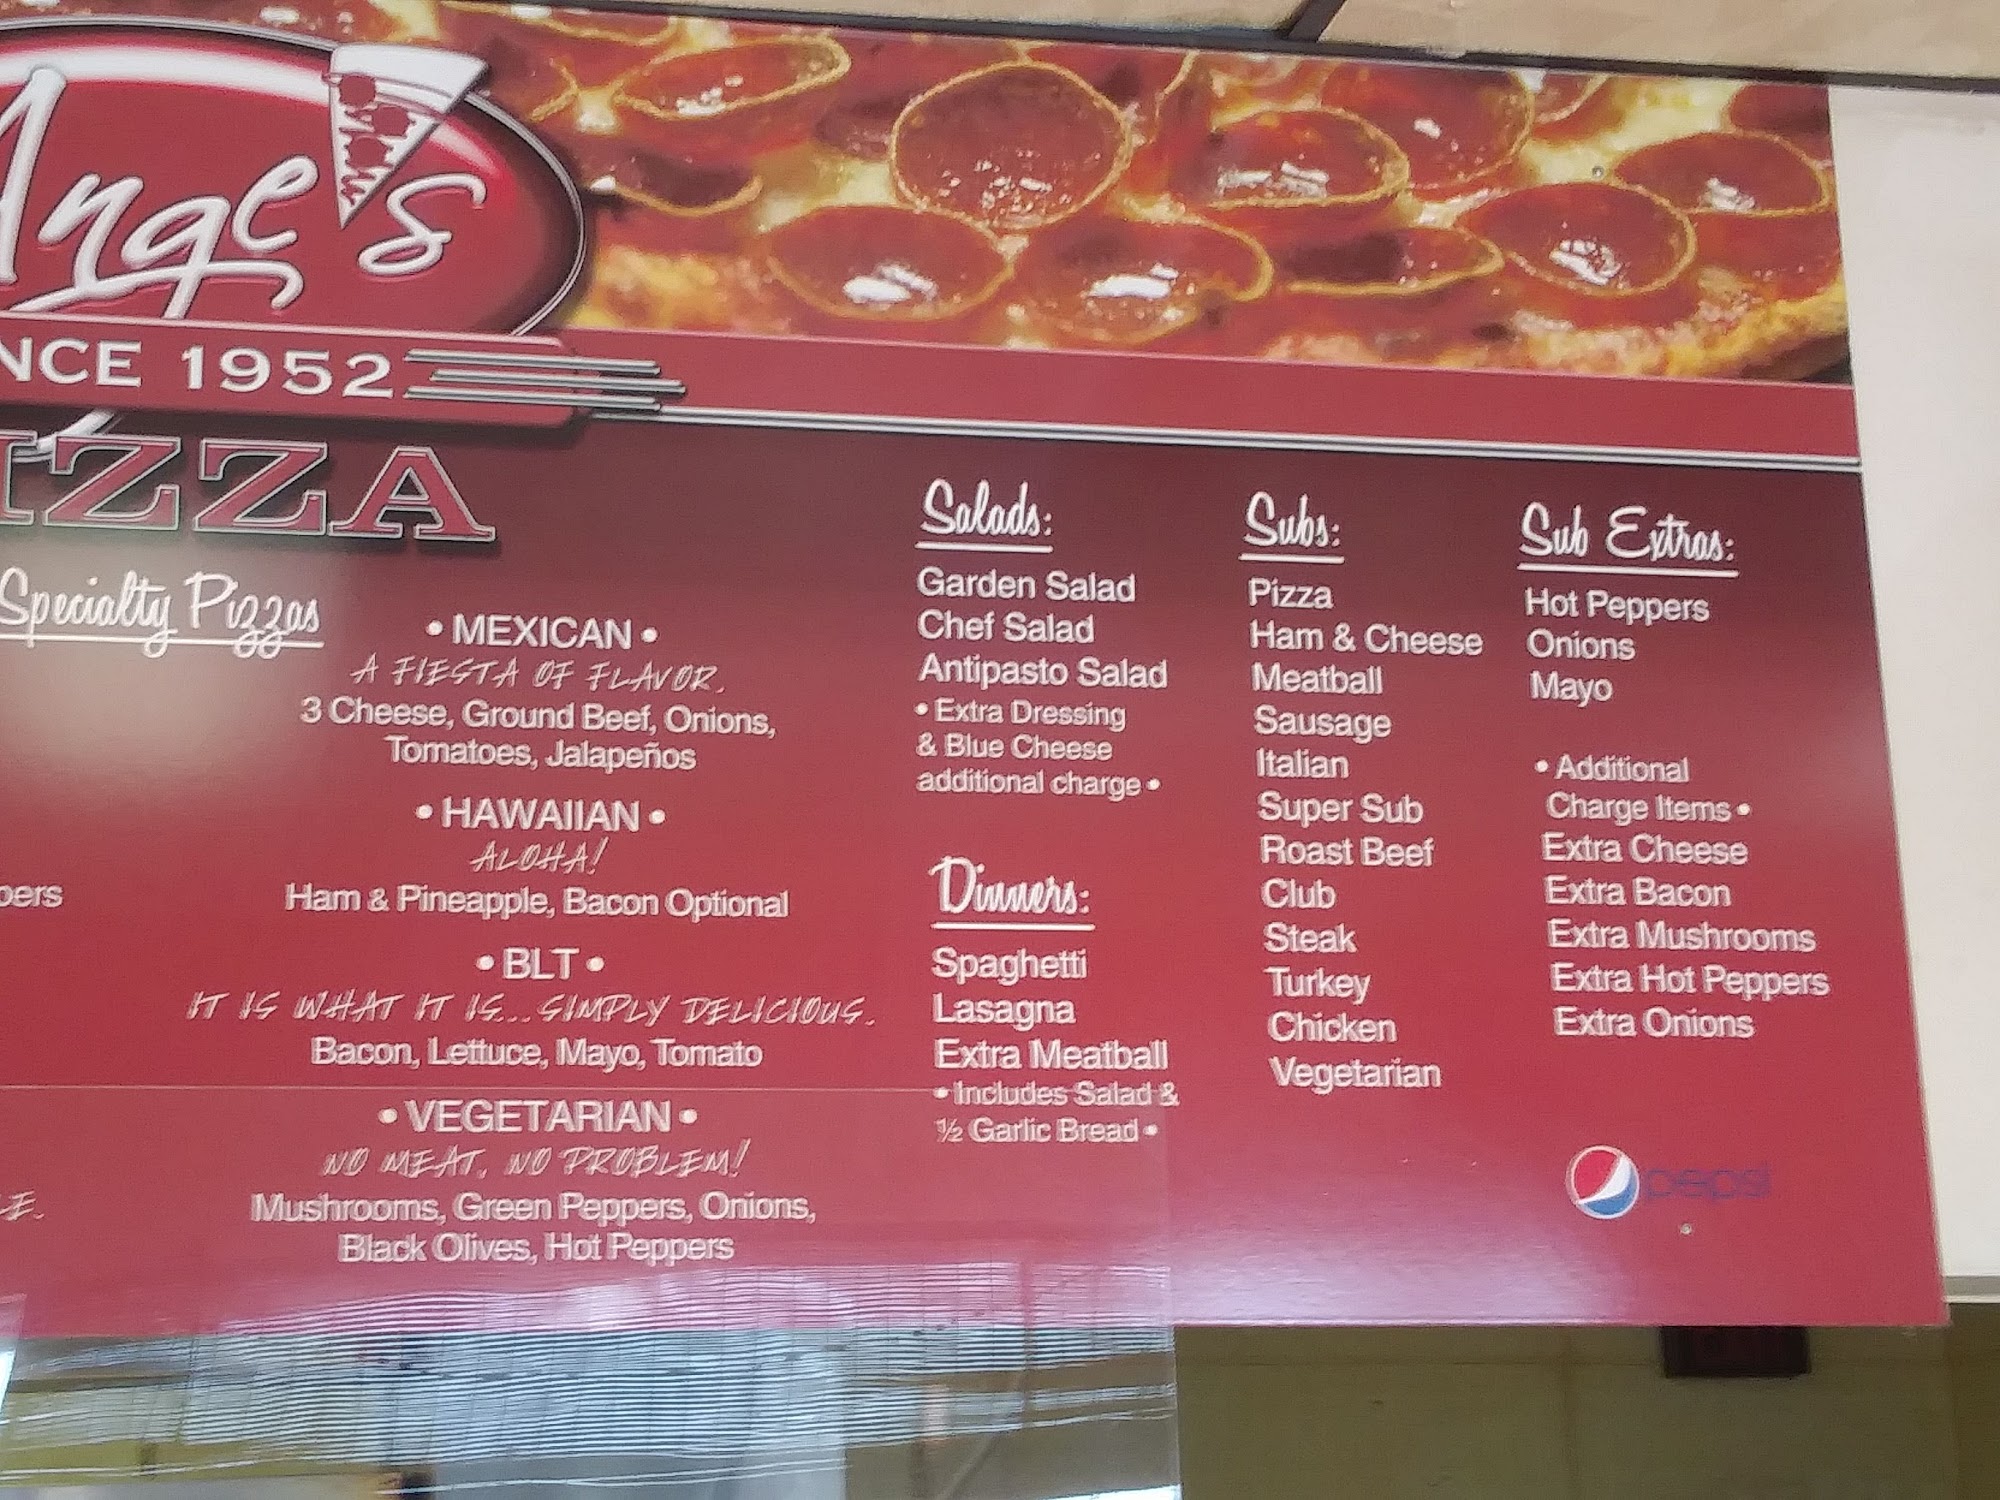 Ange's
SINCE 1952
PIZZA
Specialty Pizzas
• MEXICAN •
A FIESTA OF FLAVOR.
3 Cheese, Ground Beef, Onions,
Tomatoes, Jalapeños
• HAWAIIAN •
ALOHA!
Ham & Pineapple, Bacon Optional
• BLT •
IT IS WHAT IT IS...SIMPLY DELICIOUS.
Bacon, Lettuce, Mayo, Tomato
• VEGETARIAN •
NO MEAT, NO PROBLEM!
Mushrooms, Green Peppers, Onions,
Black Olives, Hot Peppers
Salads:
Garden Salad
Chef Salad
Antipasto Salad
• Extra Dressing
& Blue Cheese
additional charge •
Dinners:
Spaghetti
Lasagna
Extra Meatball
• Includes Salad &
½ Garlic Bread •
Subs:
Pizza
Ham & Cheese
Meatball
Sausage
Italian
Super Sub
Roast Beef
Club
Steak
Turkey
Chicken
Vegetarian
Sub Extras:
Hot Peppers
Onions
Mayo
• Additional
Charge Items •
Extra Cheese
Extra Bacon
Extra Mushrooms
Extra Hot Peppers
Extra Onions
pepsi